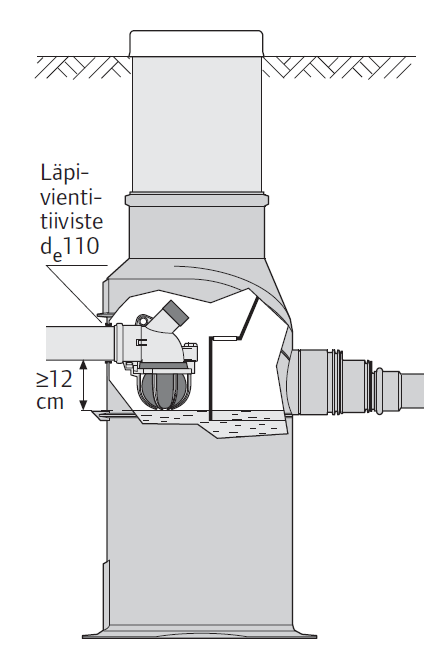 Läpi-
vienti-
tiiviste
de110
≥12
cm